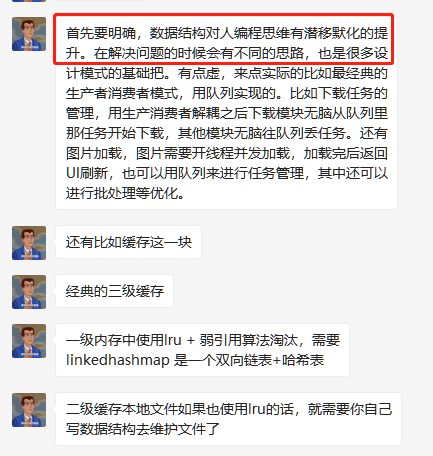 首先要明确，数据结构对人编程思维有潜移默化的提
升。在解决问题的时候会有不同的思路，也是很多设
计模式的基础把。有点虚，来点实际的比如最经典的
生产者消费者模式，用队列实现的。比如下载任务的
管理，用生产消费者解耦之后下载模块无脑从队列里
那任务开始下载，其他模块无脑往队列丢任务。还有
图片加载，图片需要开线程并发加载，加载完后返回
UI刷新，也可以用队列来进行任务管理，其中还可以
进行批处理等优化。
还有比如缓存这一块
经典的三级缓存
一级内存中使用lru + 弱引用算法淘汰，需要
linkedhashmap 是一个双向链表+哈希表
二级缓存本地文件如果也使用lru的话，就需要你自己
写数据结构去维护文件了